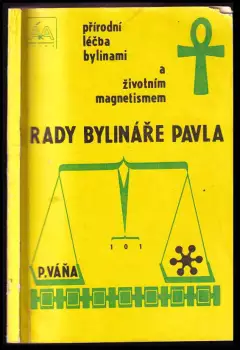 přírodní
léčba
bylinami
a
životním
magnetismem
RADY BYLINÁŘE PAVLA
101
P. VÁŇA